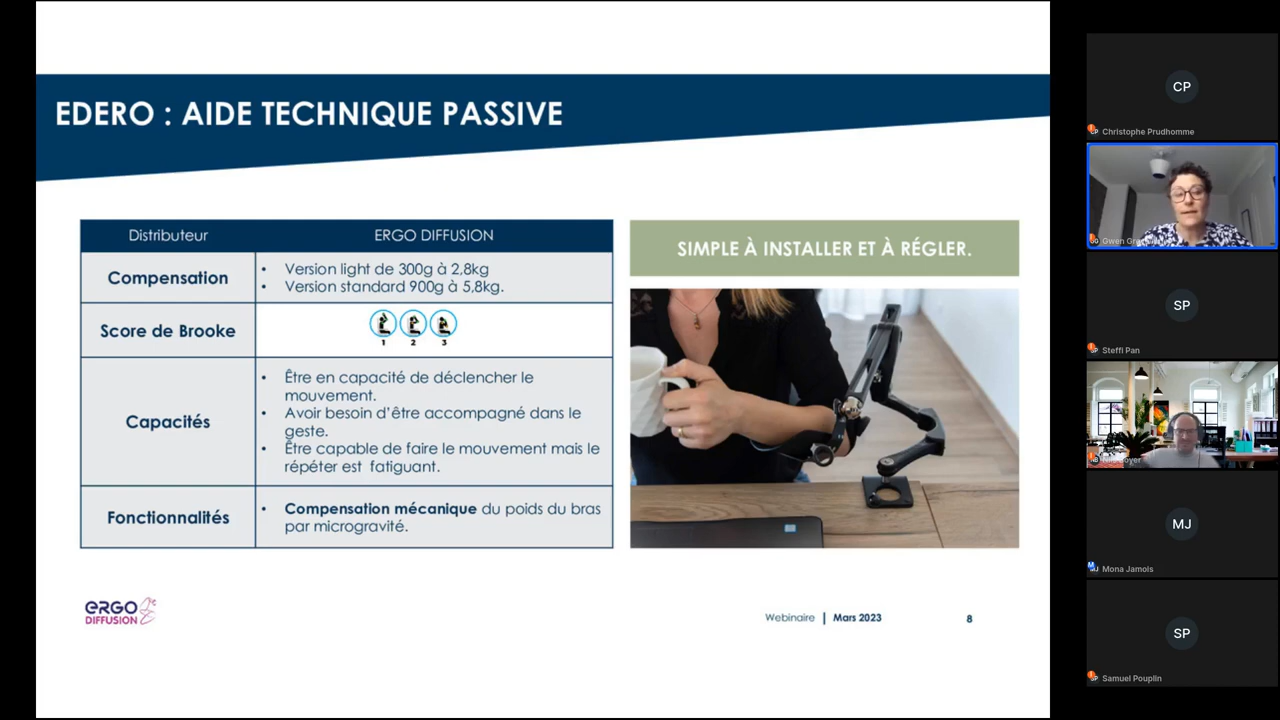 EDERO : AIDE TECHNIQUE PASSIVE
Distributeur
ERGO DIFFUSION
Compensation
• Version light de 300g à 2,8kg
• Version standard 900g à 5,8kg.
Score de Brooke
1 2 3
Capacités
• Être en capacité de déclencher le
mouvement.
• Avoir besoin d'être accompagné dans le
geste.
• Être capable de faire le mouvement mais le
répéter est fatiguant.
Fonctionnalités
• Compensation mécanique du poids du bras
par microgravité.
SIMPLE À INSTALLER ET À RÉGLER.
ERGO
DIFFUSION
Webinaire | Mars 2023
8
CP
Christophe Prudhomme
Gwen
SP
Steffi Pan
MJ
Mona Jamois
SP
Samuel Pouplin